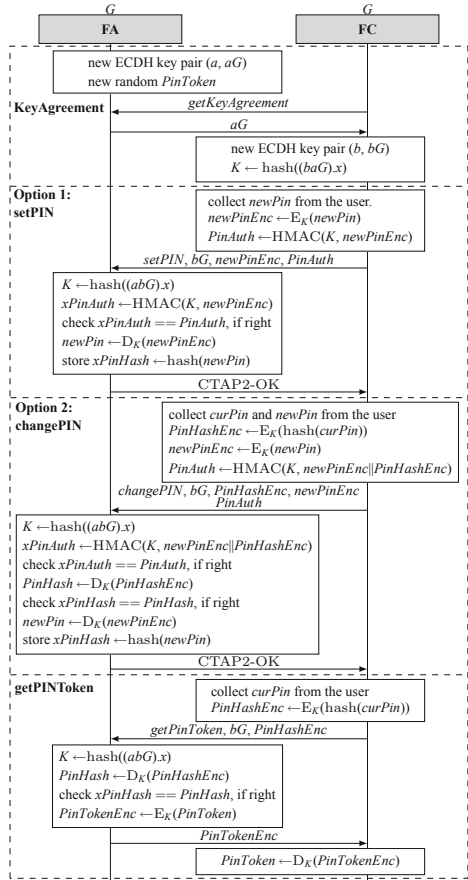 G G
FA FC
new ECDH key pair (a, aG)
new random PinToken
KeyAgreement
getKeyAgreement
aG
new ECDH key pair (b, bG)
K ← hash((baG).x)
Option 1:
setPIN
collect newPin from the user.
newPinEnc ←E_K(newPin)
PinAuth ←HMAC(K, newPinEnc)
setPIN, bG, newPinEnc, PinAuth
K ←hash((abG).x)
xPinAuth ←HMAC(K, newPinEnc)
check xPinAuth == PinAuth, if right
newPin ←D_K(newPinEnc)
store xPinHash ←hash(newPin)
CTAP2-OK
Option 2:
changePIN
collect curPin and newPin from the user
PinHashEnc ←E_K(hash(curPin))
newPinEnc ←E_K(newPin)
PinAuth ←HMAC(K, newPinEnc||PinHashEnc)
changePIN, bG, PinHashEnc, newPinEnc
PinAuth
K ←hash((abG).x)
xPinAuth ←HMAC(K, newPinEnc||PinHashEnc)
check xPinAuth == PinAuth, if right
PinHash ←D_K(PinHashEnc)
check xPinHash == PinHash, if right
newPin ←D_K(newPinEnc)
store xPinHash ←hash(newPin)
CTAP2-OK
getPINToken
collect curPin from the user
PinHashEnc ←E_K(hash(curPin))
getPinToken, bG, PinHashEnc
K ←hash((abG).x)
PinHash ←D_K(PinHashEnc)
check xPinHash == PinHash, if right
PinTokenEnc ←E_K(PinToken)
PinTokenEnc
PinToken ←D_K(PinTokenEnc)